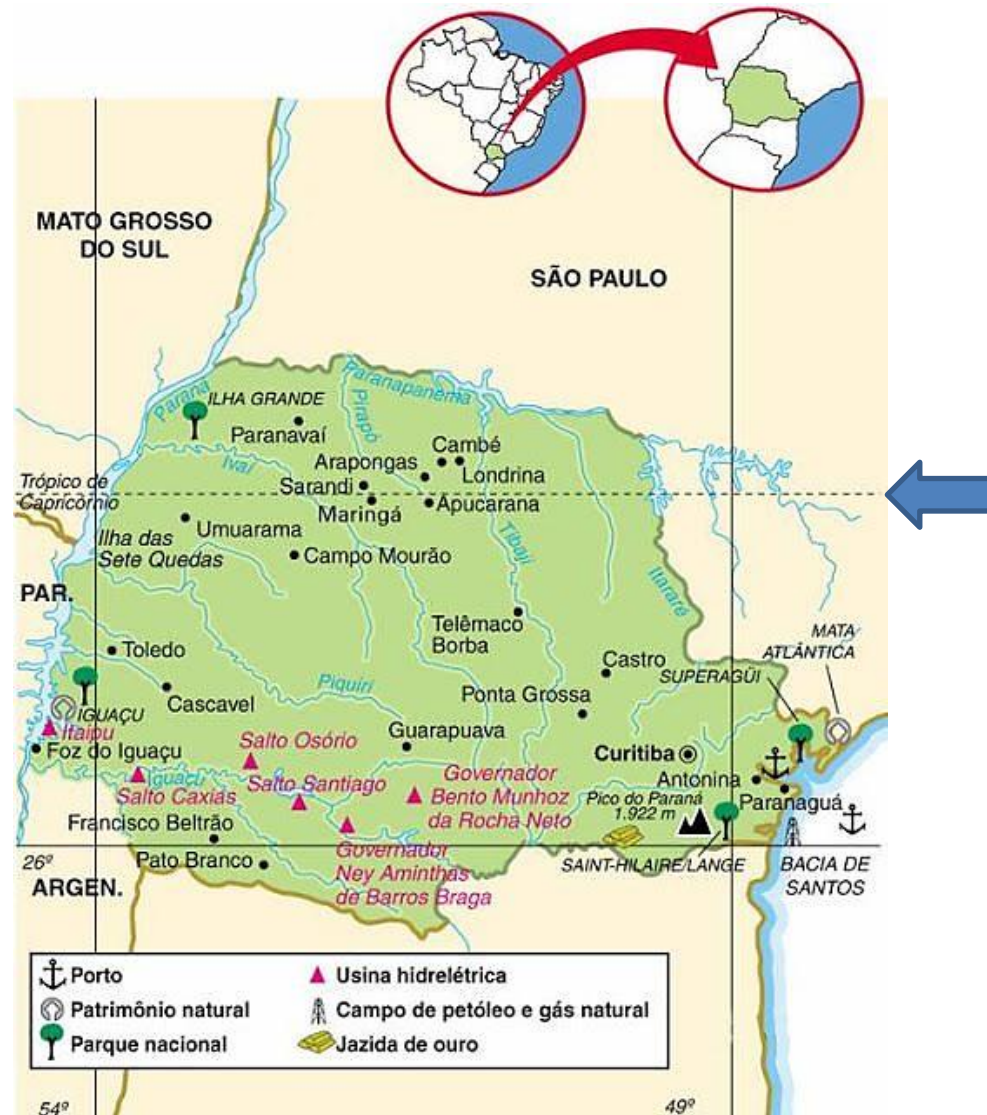 MATO GROSSO
DO SUL
SÃO PAULO
Paraná
ILHA GRANDE
Paranavaí
Pirapó
Paranapanema
Ivaí
Cambé
Arapongas
Londrina
Sarandi
Apucarana
Maringá
Trópico de
Capricórnio
Umuarama
Ilha das
Sete Quedas
Campo Mourão
Tibaji
Itararé
PAR.
Telêmaco
Borba
MATA
ATLÂNTICA
Toledo
Castro
SUPERAGÜI
Cascavel
Piquiri
Ponta Grossa
IGUAÇU
Itaipu
Foz do Iguaçu
Salto Osório
Guarapuava
Curitiba
Iguaçu
Salto Caxias
Salto Santiago
Governador
Bento Munhoz
da Rocha Neto
Antonina
Pico do Paraná
1.922 m
Paranaguá
Francisco Beltrão
Pato Branco
Governador
Ney Aminthas
de Barros Braga
SAINT-HILAIRE/LANGE
BACIA DE
SANTOS
26º
ARGEN.
Porto
Usina hidrelétrica
Patrimônio natural
Campo de petóleo e gás natural
Parque nacional
Jazida de ouro
54º
49º